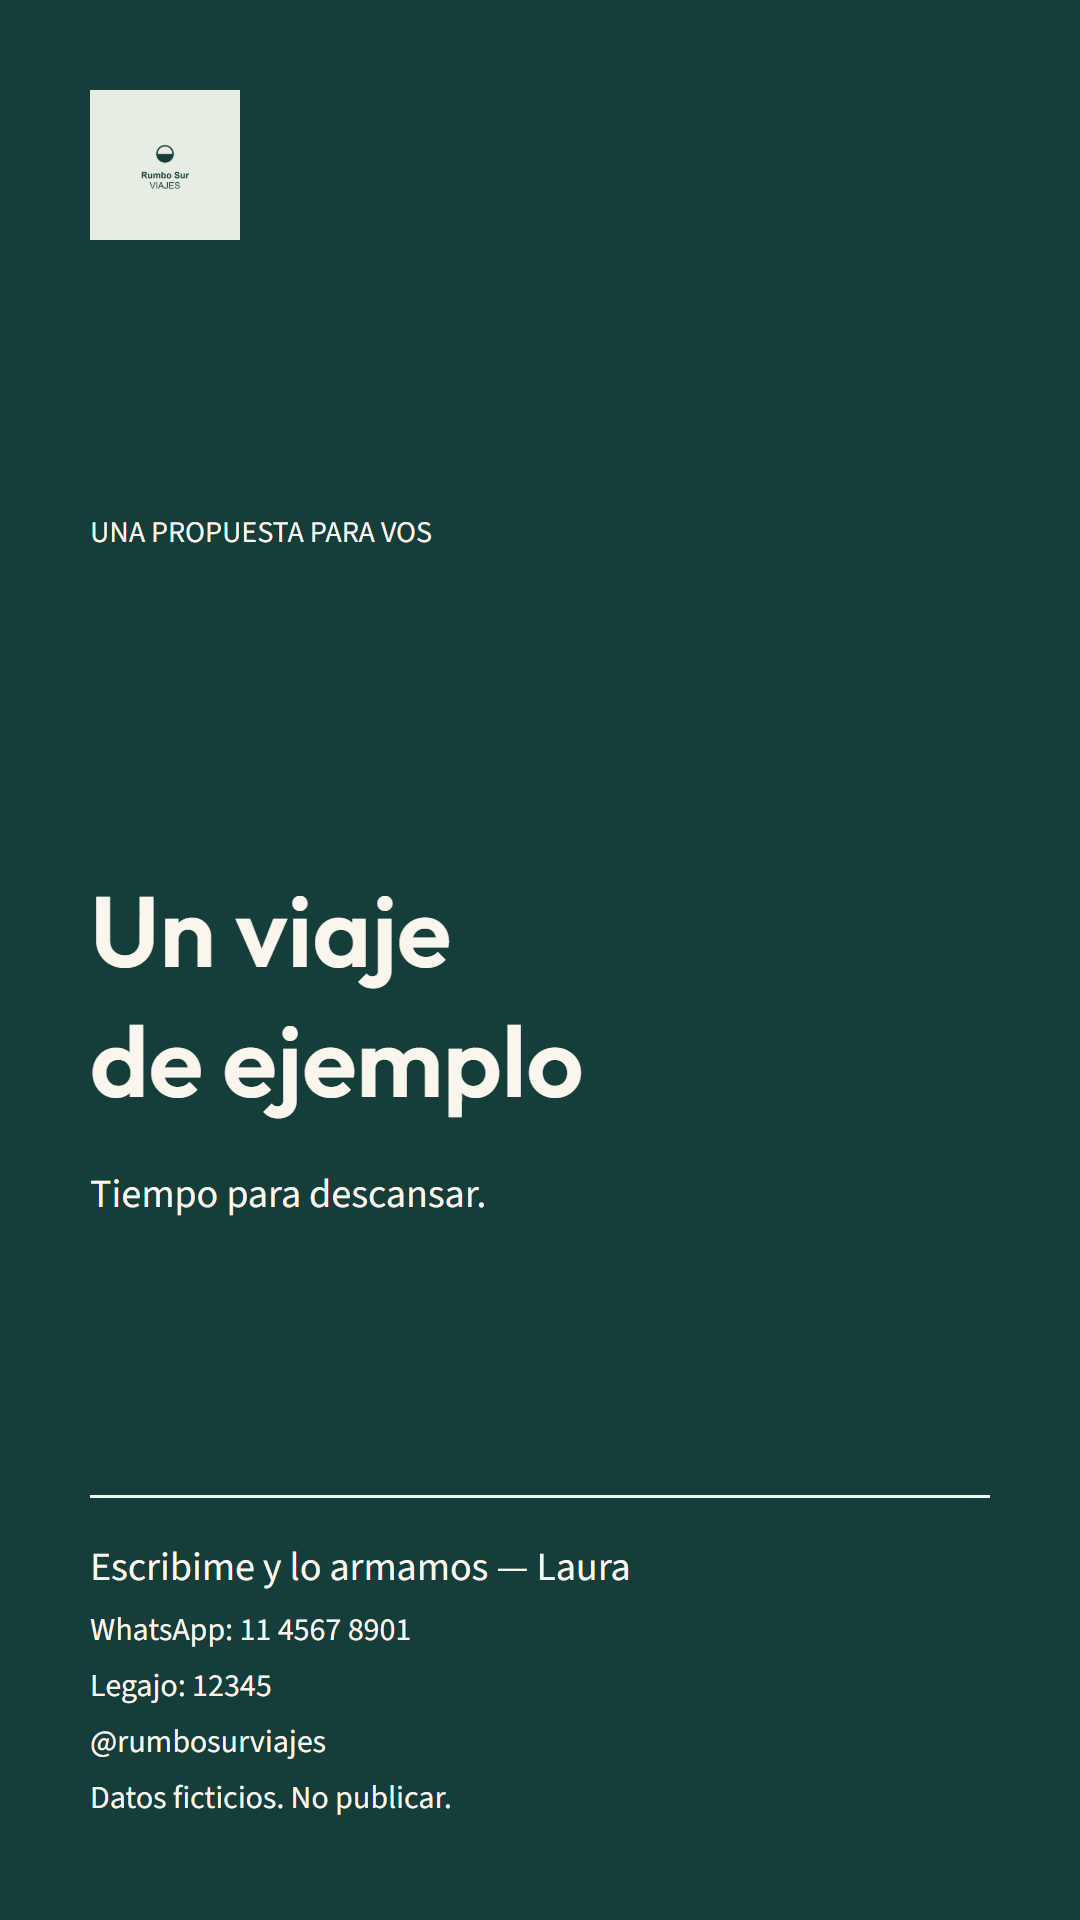 Rumbo Sur
VIAJES
UNA PROPUESTA PARA VOS
Un viaje
de ejemplo
Tiempo para descansar.
Escribime y lo armamos — Laura
WhatsApp: 11 4567 8901
Legajo: 12345
@rumbosurviajes
Datos ficticios. No publicar.